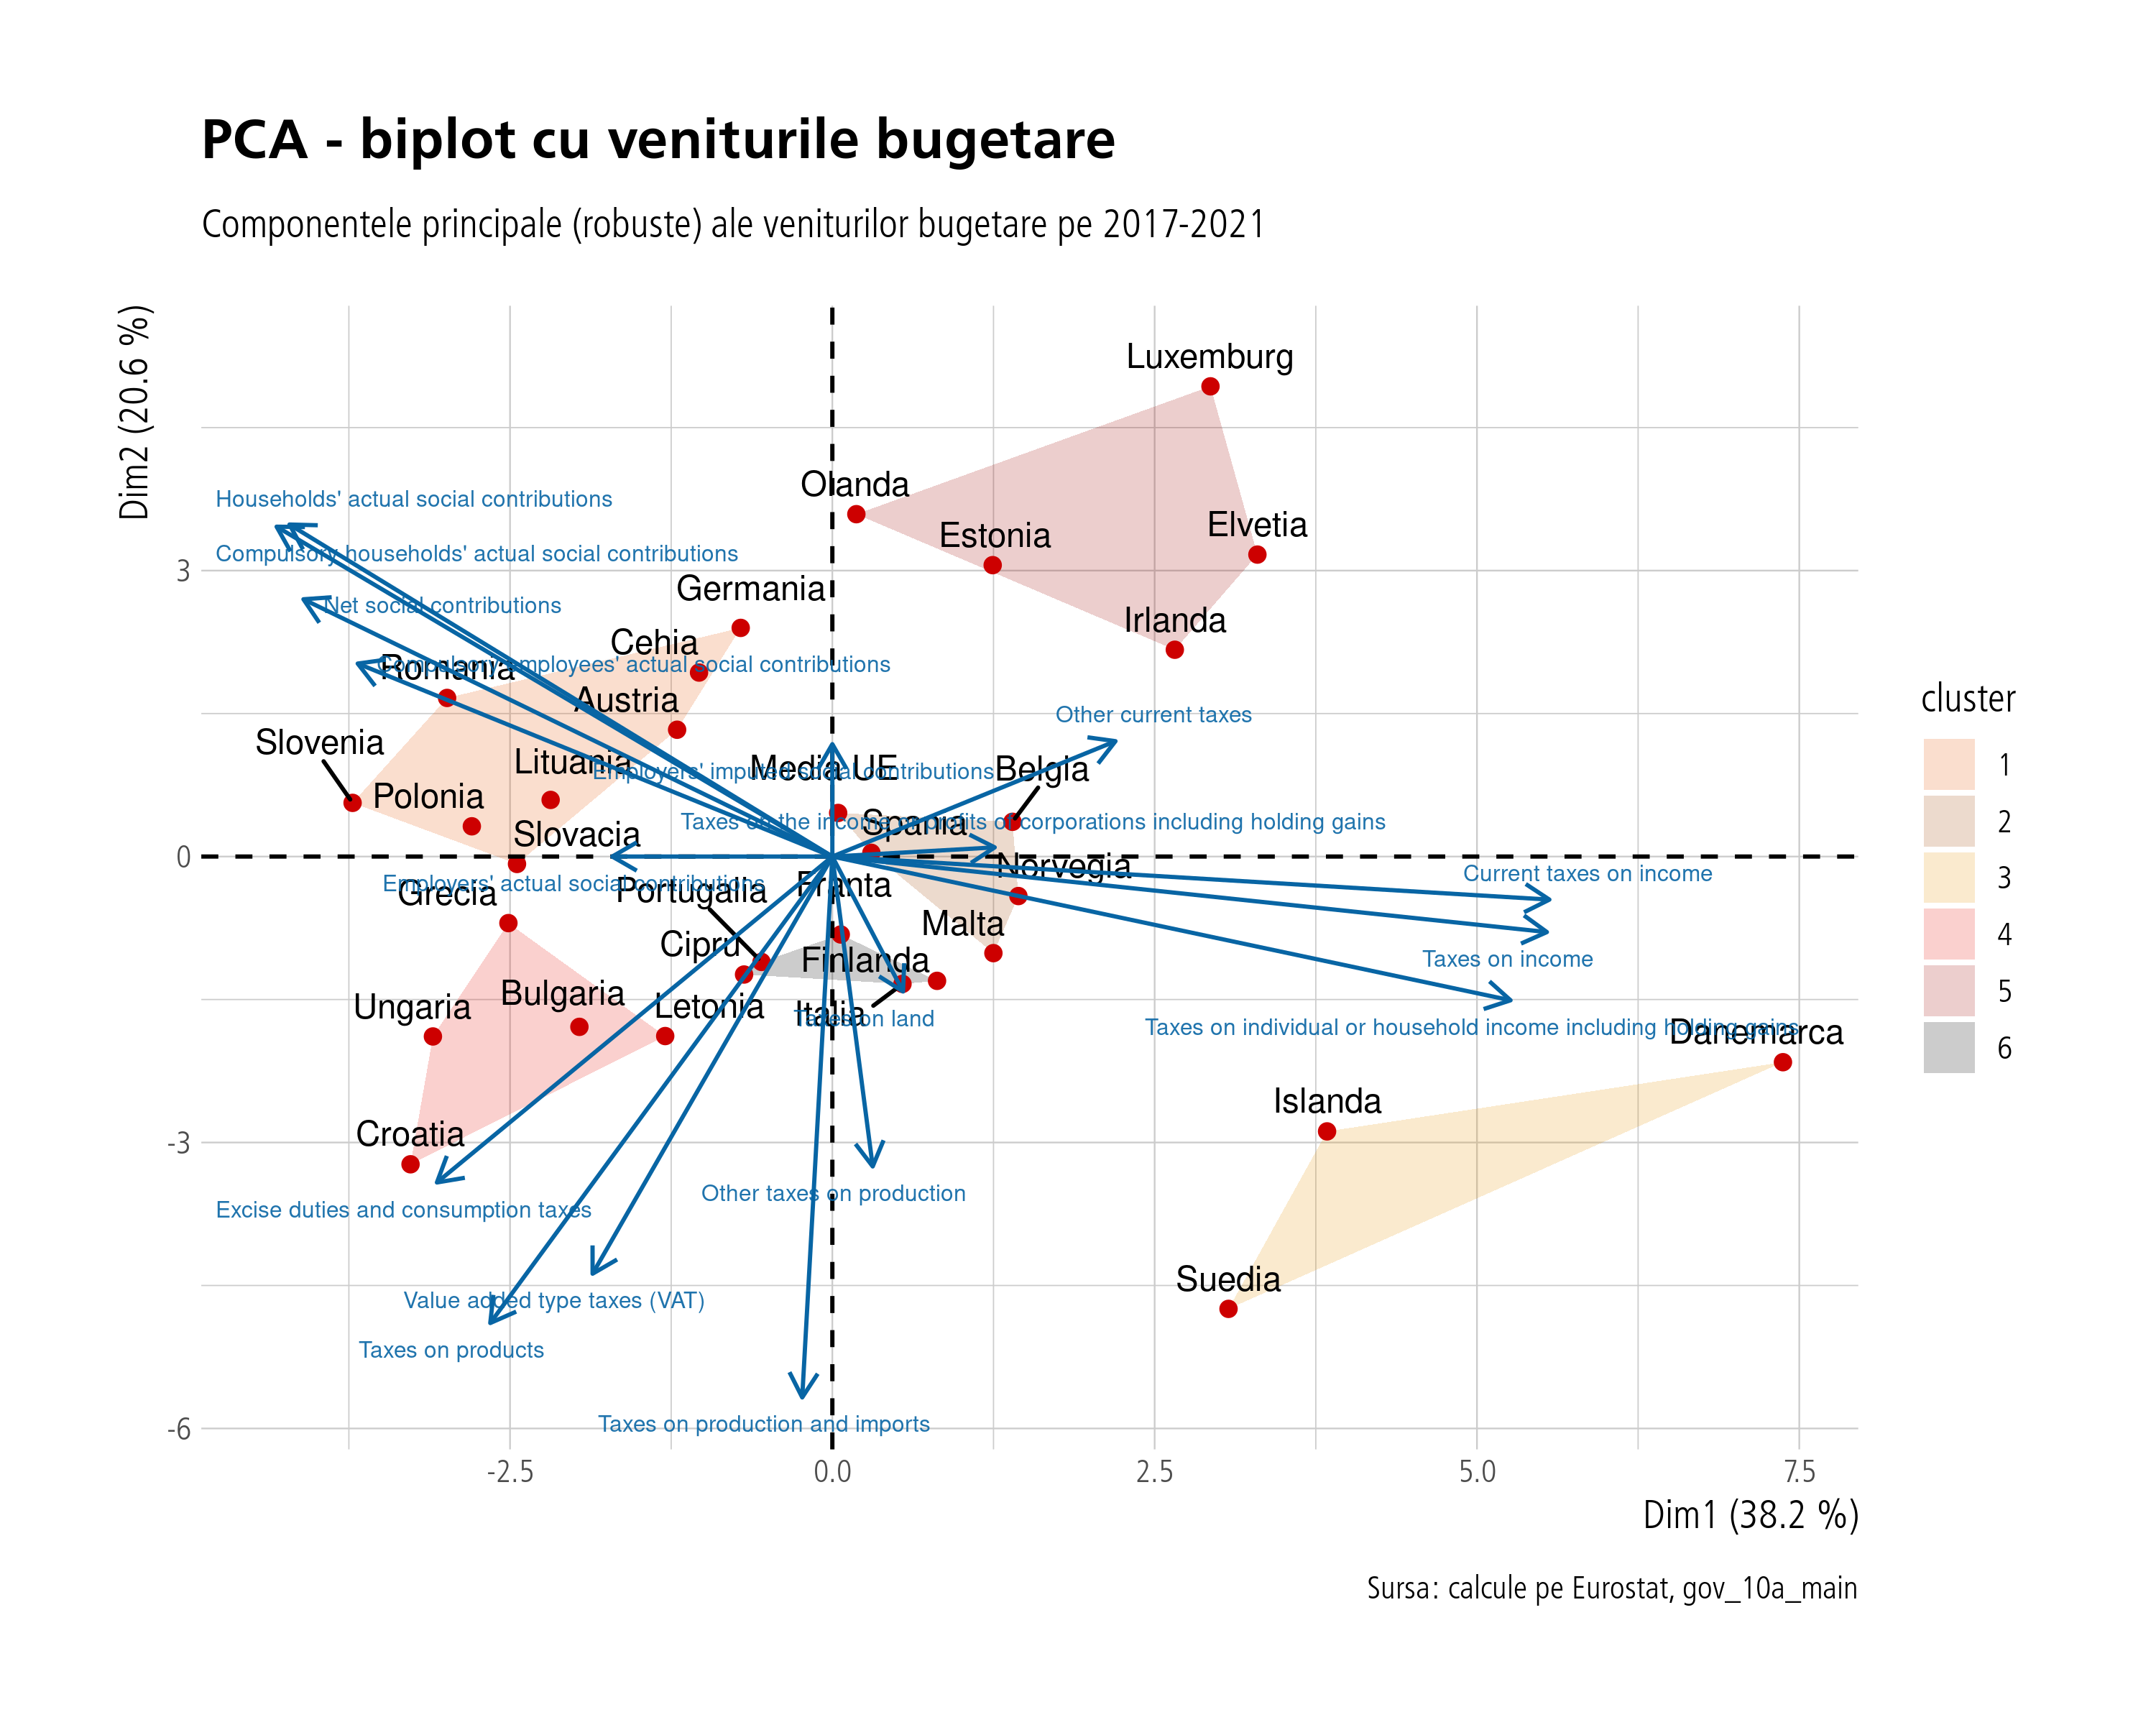 PCA - biplot cu veniturile bugetare
Componentele principale (robuste) ale veniturilor bugetare pe 2017-2021
Dim2 (20.6 %)
Luxemburg
Olanda
Households' actual social contributions
Estonia
Elvetia
Compulsory households' actual social contributions
3
Germania
Net social contributions
Irlanda
Cehia
Romania
Compulsory employees' actual social contributions
Austria
Other current taxes
Slovenia
Lituania
Media UE
Employers' imputed social contributions
Belgia
Polonia
Spania
Taxes on the income or profits of corporations including holding gains
Slovacia
0
Norvegia
Current taxes on income
Employers' actual social contributions
Grecia
Portugalia
Franta
Malta
Cipru
Finlanda
Taxes on income
Bulgaria
Ungaria
Letonia
Italia
Taxes on land
Taxes on individual or household income including holding gains
Danemarca
Islanda
Croatia
-3
Other taxes on production
Excise duties and consumption taxes
Suedia
Value added type taxes (VAT)
Taxes on products
Taxes on production and imports
-6
-2.5
0.0
2.5
5.0
7.5
Dim1 (38.2 %)
cluster
1
2
3
4
5
6
Sursa: calcule pe Eurostat, gov_10a_main